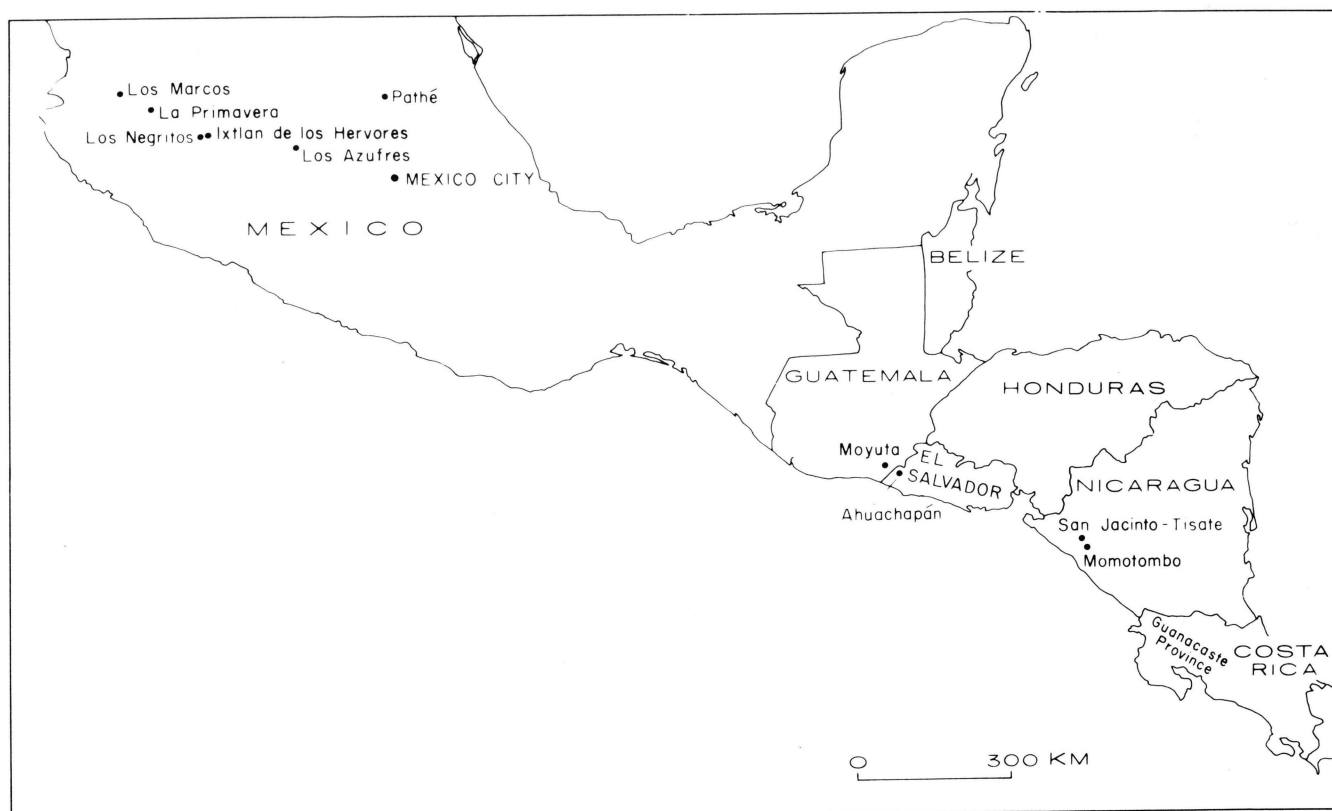 Los Marcos
La Primavera
Pathé
Los Negritos
Ixtlan de los Hervores
Los Azufres
MEXICO CITY
MEXICO
BELIZE
GUATEMALA
HONDURAS
Moyuta
EL
SALVADOR
Ahuachapán
NICARAGUA
San Jacinto-Tisate
Momotombo
Guanacaste
Province
COSTA
RICA
0 300 KM